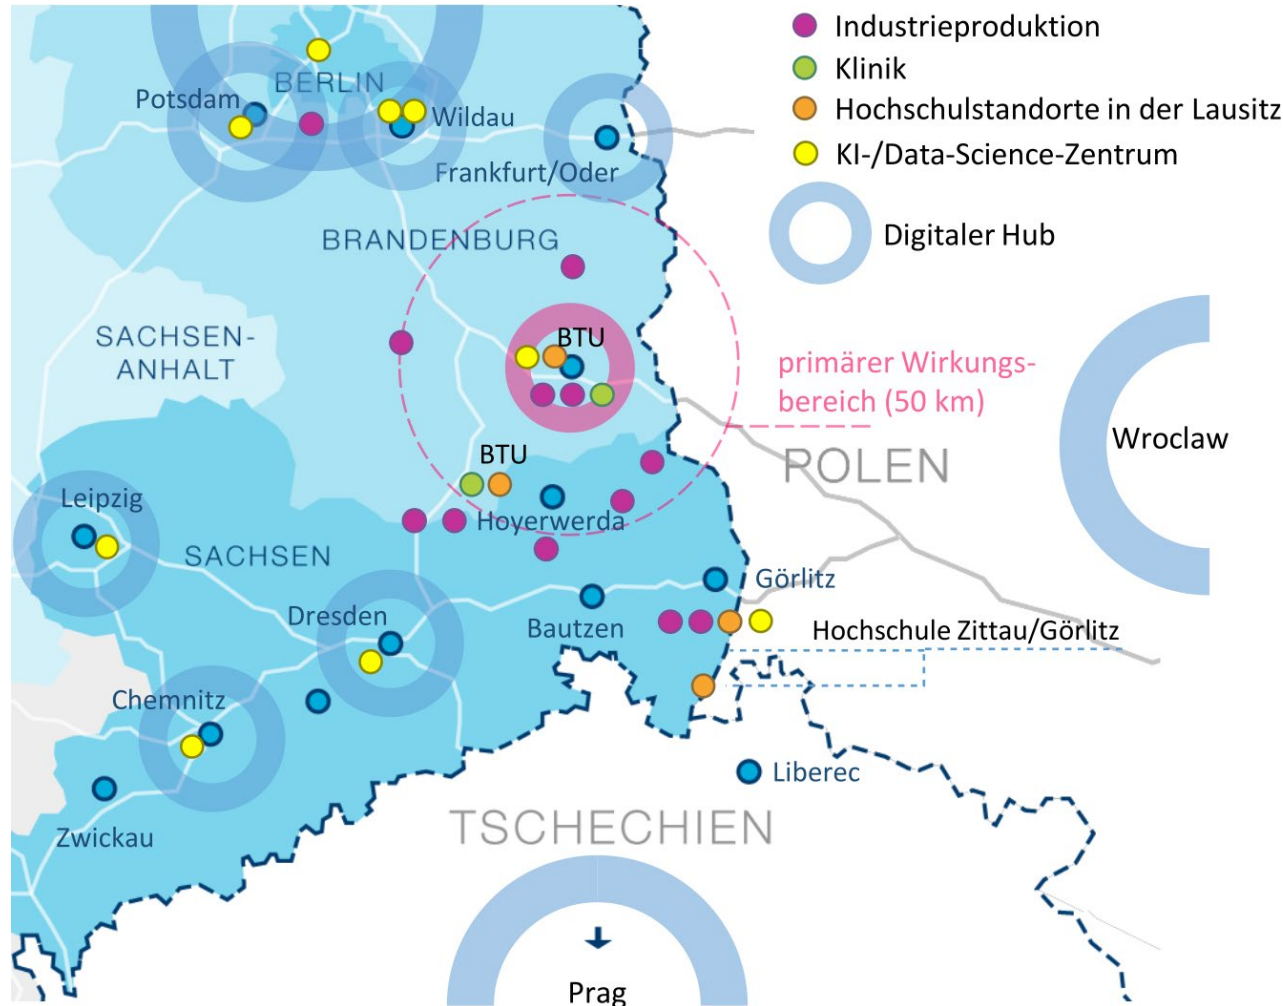 Industrieproduktion
Klinik
Hochschulstandorte in der Lausitz
KI-/Data-Science-Zentrum
Digitaler Hub
BERLIN
Potsdam
Wildau
Frankfurt/Oder
BRANDENBURG
SACHSEN-
ANHALT
BTU
primärer Wirkungs-
bereich (50 km)
Wroclaw
POLEN
BTU
Leipzig
Hoyerwerda
SACHSEN
Görlitz
Dresden
Bautzen
Hochschule Zittau/Görlitz
Chemnitz
Liberec
Zwickau
TSCHECHIEN
Prag